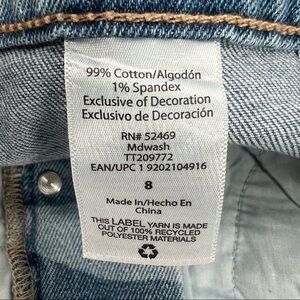 99% Cotton/Algodón
1% Spandex
Exclusive of Decoration
Exclusivo de Decoración
RN# 52469
Mdwash
TT209772
EAN/UPC 1 9202104916
8
Made In/Hecho En
China
THIS LABEL YARN IS MADE
OUT OF 100% RECYCLED
POLYESTER MATERIALS